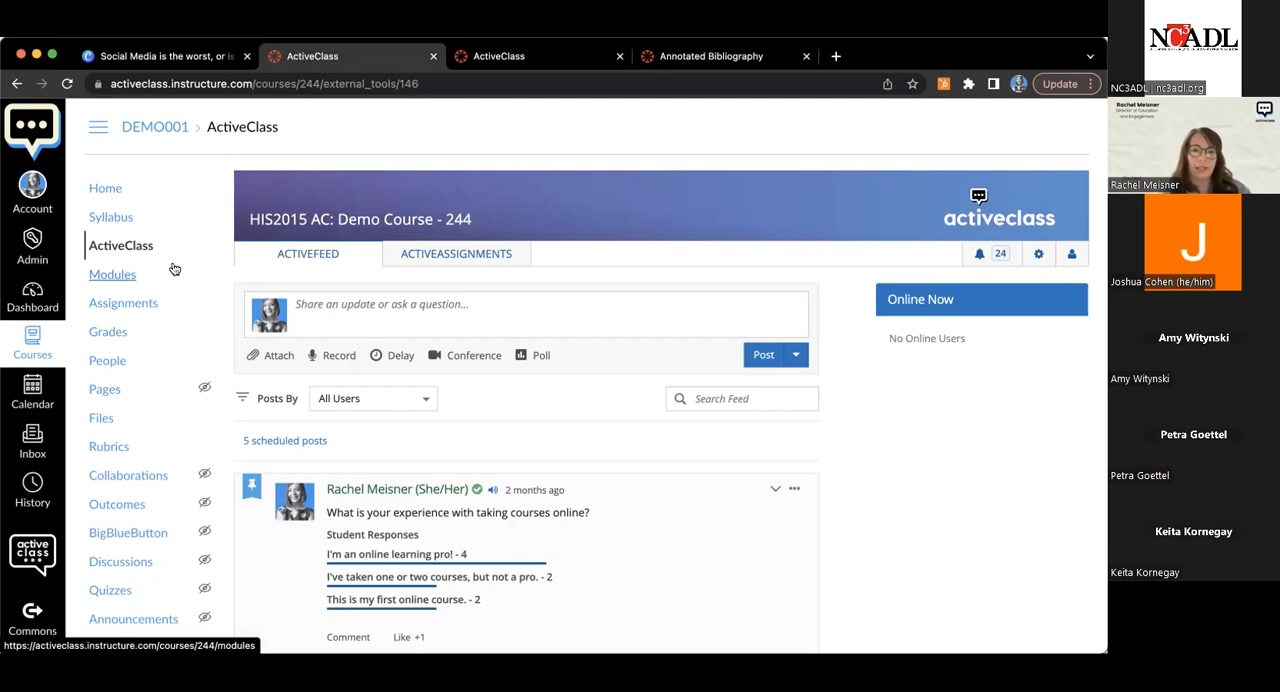 Social Media is the worst, or is
ActiveClass
ActiveClass
Annotated Bibliography
activeclass.instructure.com/courses/244/external_tools/146
Update
DEMO001 > ActiveClass
Account
Admin
Dashboard
Courses
Calendar
Inbox
History
active
class
Commons
Home
Syllabus
ActiveClass
Modules
Assignments
Grades
People
Pages
Files
Rubrics
Collaborations
Outcomes
BigBlueButton
Discussions
Quizzes
Announcements
https://activeclass.instructure.com/courses/244/modules
HIS2015 AC: Demo Course - 244
activeclass
ACTIVEFEED
ACTIVEASSIGNMENTS
24
Share an update or ask a question...
Attach
Record
Delay
Conference
Poll
Post
Posts By
All Users
Search Feed
5 scheduled posts
Rachel Meisner (She/Her) 2 months ago
What is your experience with taking courses online?
Student Responses
I'm an online learning pro! - 4
I've taken one or two courses, but not a pro. - 2
This is my first online course. - 2
Comment
Like +1
Online Now
No Online Users
NC3ADL
NC3ADL | nc3adl.org
Rachel Meisner
Director of Education
and Engagement
activeclass
Rachel Meisner
J
Joshua Cohen (he/him)
Amy Witynski
Amy Witynski
Petra Goettel
Petra Goettel
Keita Kornegay
Keita Kornegay